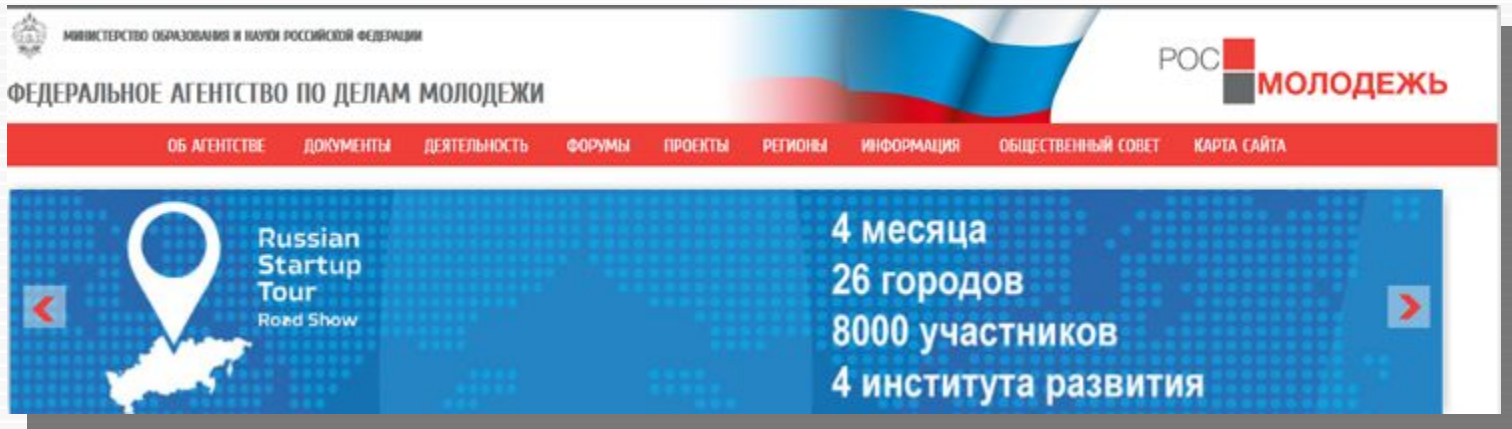 МИНИСТЕРСТВО ОБРАЗОВАНИЯ И НАУКИ РОССИЙСКОЙ ФЕДЕРАЦИИ
ФЕДЕРАЛЬНОЕ АГЕНТСТВО ПО ДЕЛАМ МОЛОДЕЖИ
РОС
МОЛОДЕЖЬ
ОБ АГЕНТСТВЕ ДОКУМЕНТЫ ДЕЯТЕЛЬНОСТЬ ФОРУМЫ ПРОЕКТЫ РЕГИОНЫ ИНФОРМАЦИЯ ОБЩЕСТВЕННЫЙ СОВЕТ КАРТА САЙТА
Russian
Startup
Tour
Road Show
4 месяца
26 городов
8000 участников
4 института развития